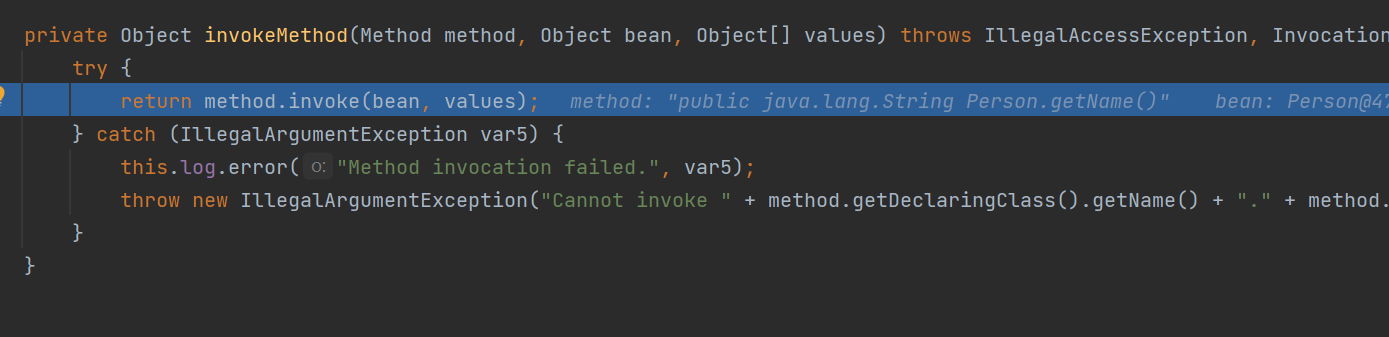 private Object invokeMethod(Method method, Object bean, Object[] values) throws IllegalAccessException, Invocation
try {
return method.invoke(bean, values); method: "public java.lang.String Person.getName()" bean: Person@47
} catch (IllegalArgumentException var5) {
this.log.error( o: "Method invocation failed.", var5);
throw new IllegalArgumentException("Cannot invoke " + method.getDeclaringClass().getName() + "." + method.
}
}